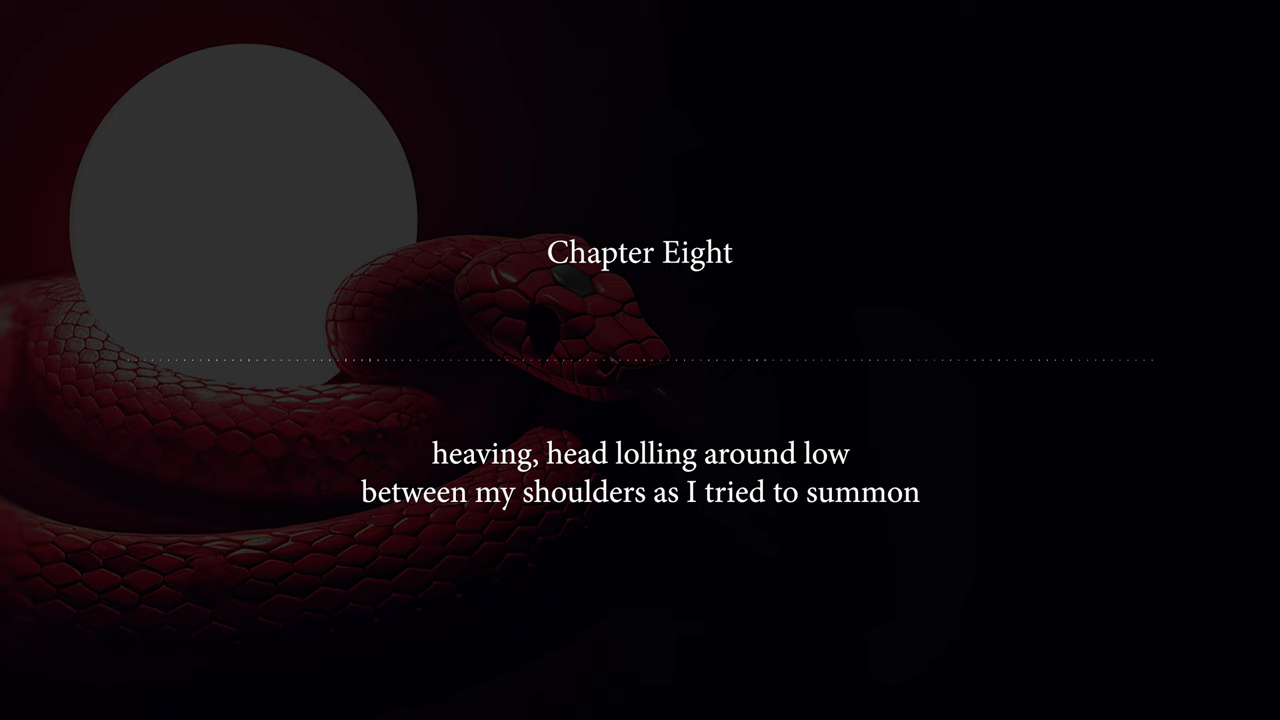 Chapter Eight
heaving, head lolling around low
between my shoulders as I tried to summon